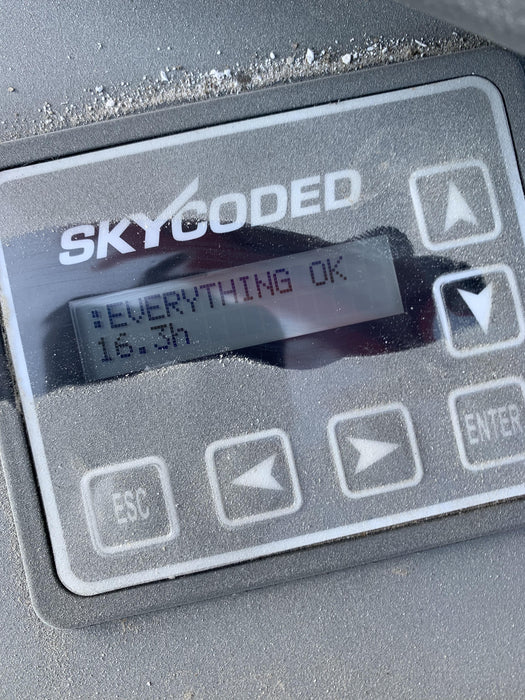 SKYCODED
:EVERYTHING OK
16.3h
ESC
ENTER